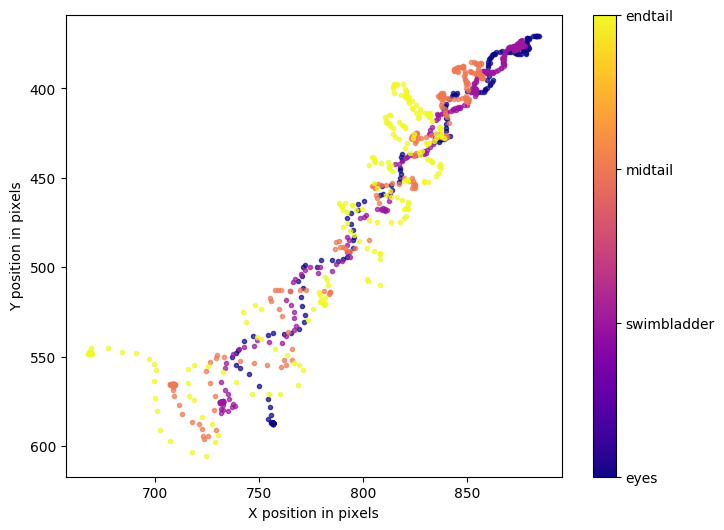 400
450
500
550
600
Y position in pixels
700
750
800
850
X position in pixels
endtail
midtail
swimbladder
eyes